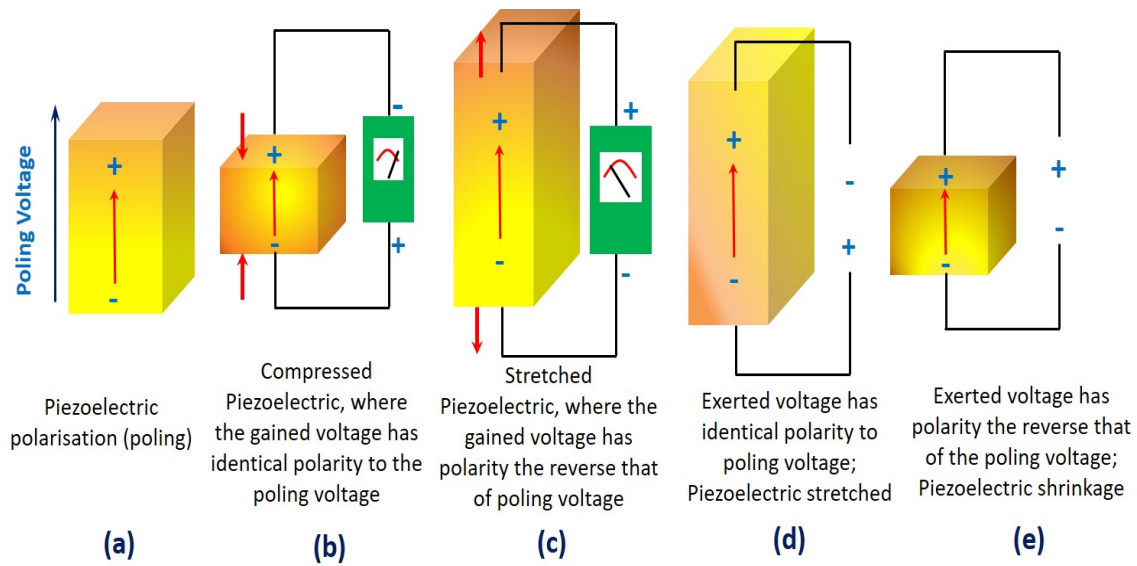 Poling Voltage
+
-
+
-
-
+
+
-
+
-
+
-
-
+
+
-
+
-
Piezoelectric
polarisation (poling)
(a)
Compressed
Piezoelectric, where
the gained voltage has
identical polarity to the
poling voltage
(b)
Stretched
Piezoelectric, where the
gained voltage has
polarity the reverse that
of poling voltage
(c)
Exerted voltage has
identical polarity to
poling voltage;
Piezoelectric stretched
(d)
Exerted voltage has
polarity the reverse that
of the poling voltage;
Piezoelectric shrinkage
(e)